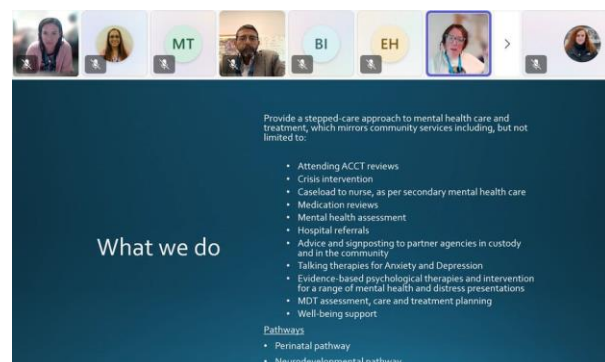 MT
BI
EH
Provide a stepped-care approach to mental health care and
treatment, which mirrors community services including, but not
limited to:
• Attending ACCT reviews
• Crisis intervention
• Caseload to nurse, as per secondary mental health care
• Medication reviews
• Mental health assessment
• Hospital referrals
• Advice and signposting to partner agencies in custody
and in the community
• Talking therapies for Anxiety and Depression
• Evidence-based psychological therapies and intervention
for a range of mental health and distress presentations
• MDT assessment, care and treatment planning
• Well-being support
What we do
Pathways
• Perinatal pathway
• Neurodevelopmental pathway